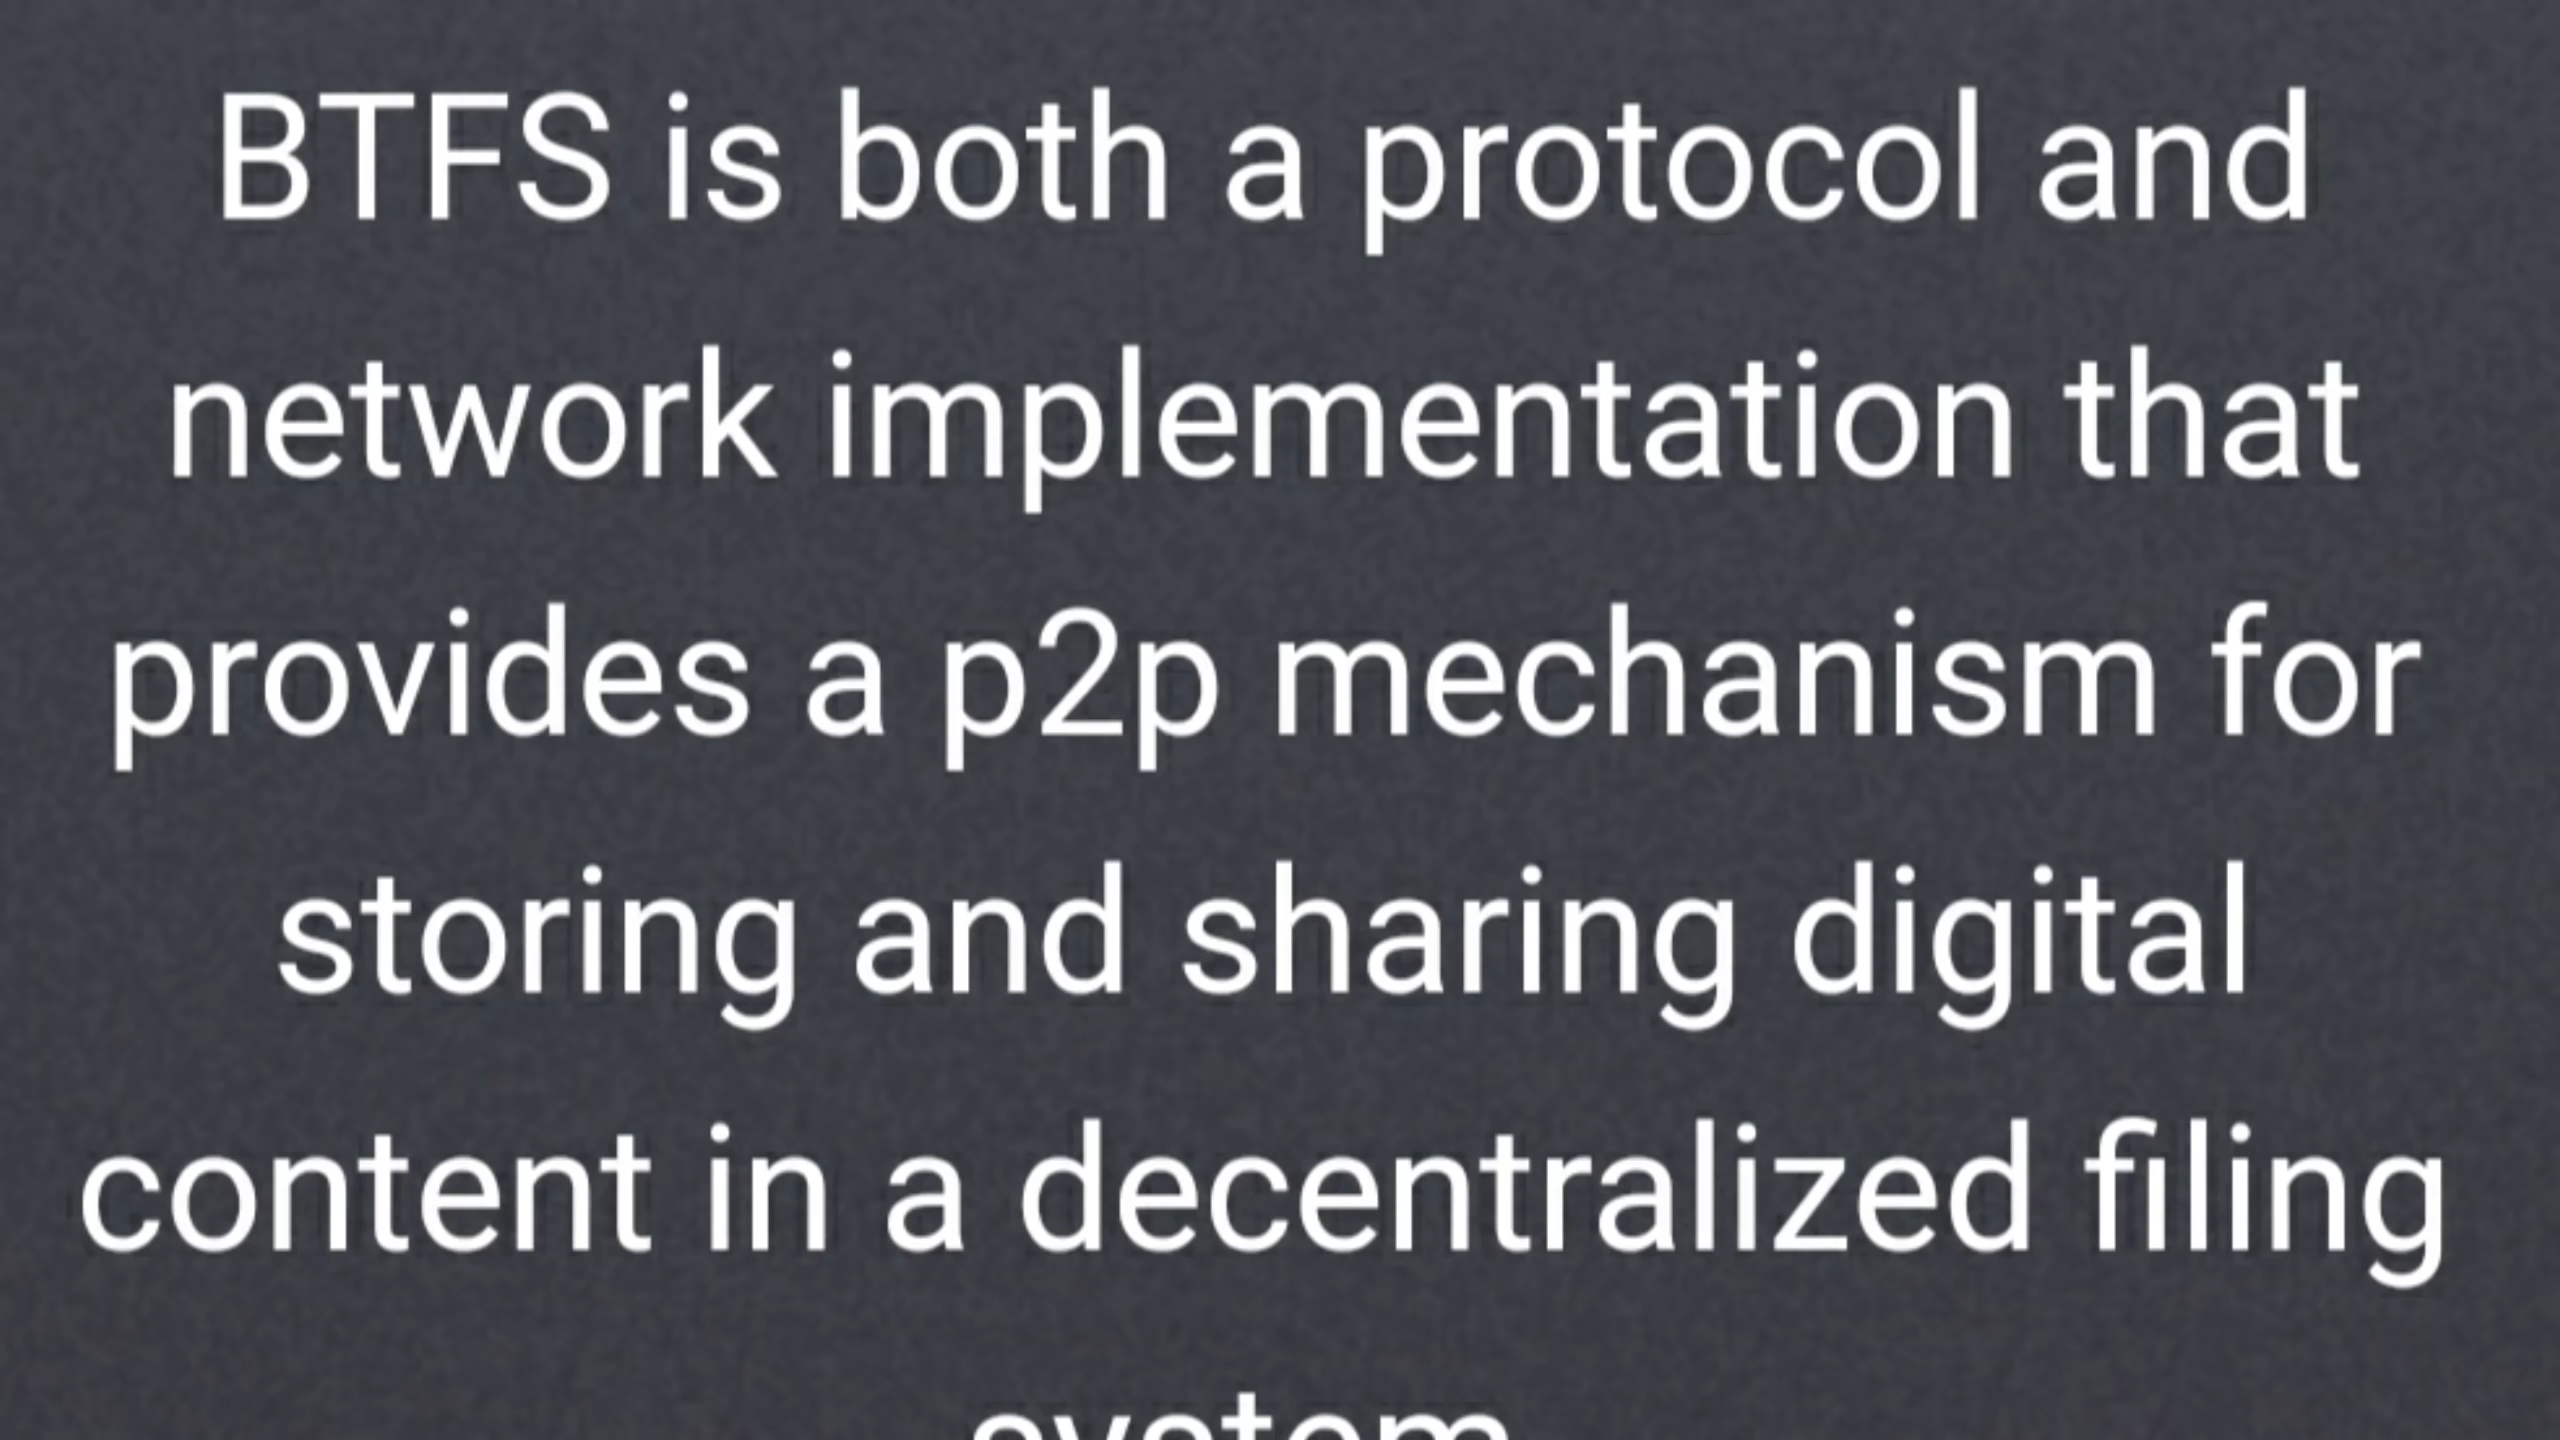 BTFS is both a protocol and
network implementation that
provides a p2p mechanism for
storing and sharing digital
content in a decentralized filing
system